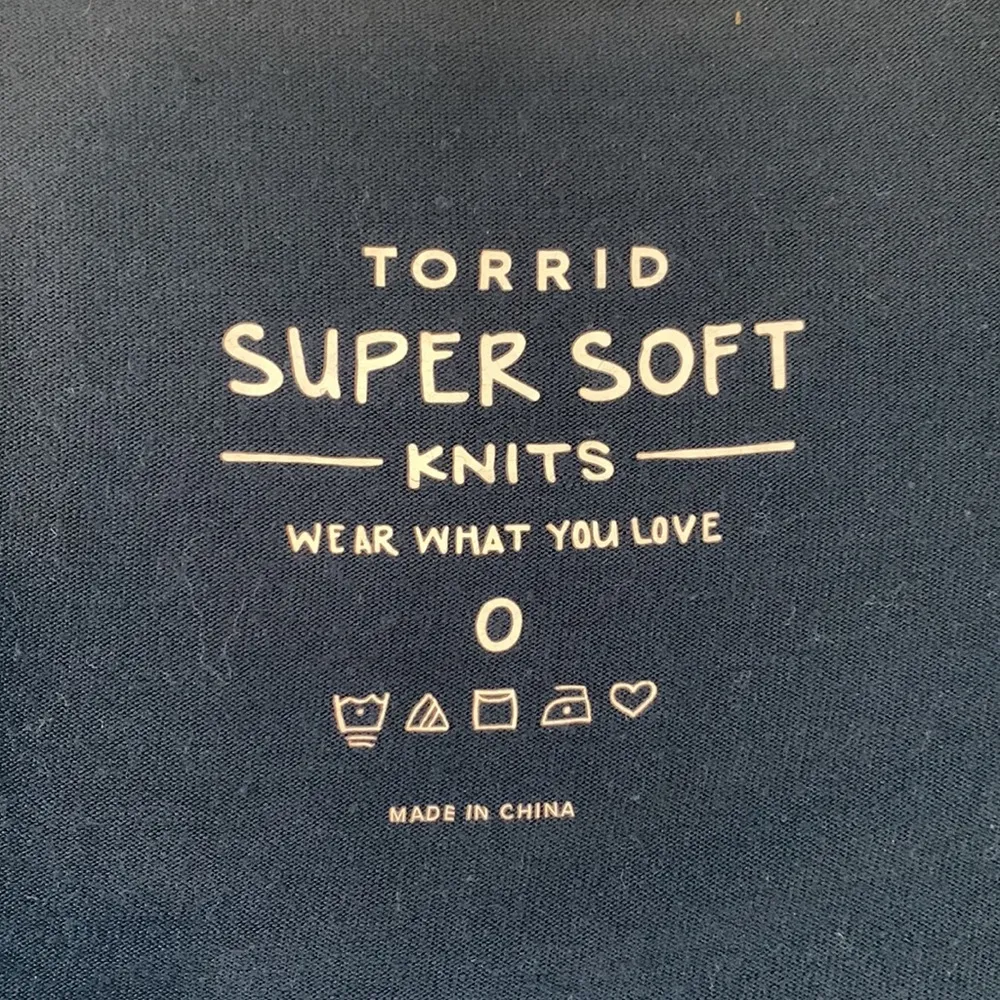 TORRID
SUPER SOFT
KNITS
WEAR WHAT YOU LOVE
0
MADE IN CHINA